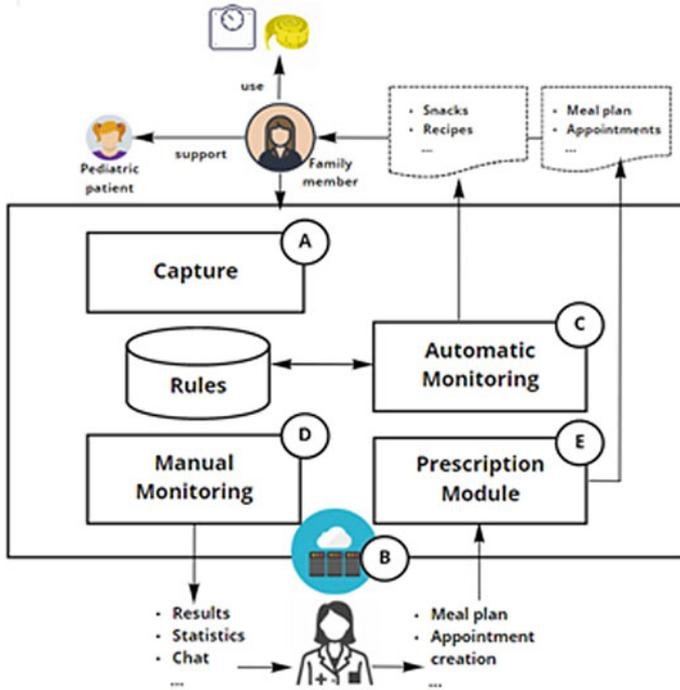 use
support
Pediatric
patient
Family
member
• Snacks
• Recipes
...
• Meal plan
• Appointments
...
A
Capture
Rules
C
Automatic
Monitoring
D
Manual
Monitoring
E
Prescription
Module
B
• Results
• Statistics
• Chat
...
• Meal plan
• Appointment
creation
...